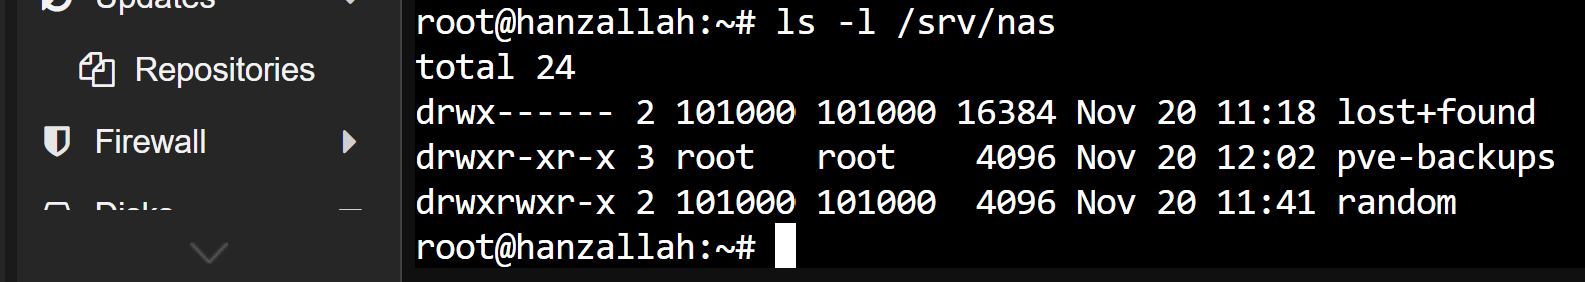 Updates
Repositories
Firewall
Disks
root@hanzallah:~# ls -l /srv/nas
total 24
drwx------ 2 101000 101000 16384 Nov 20 11:18 lost+found
drwxr-xr-x 3 root   root    4096 Nov 20 12:02 pve-backups
drwxrwxr-x 2 101000 101000  4096 Nov 20 11:41 random
root@hanzallah:~#